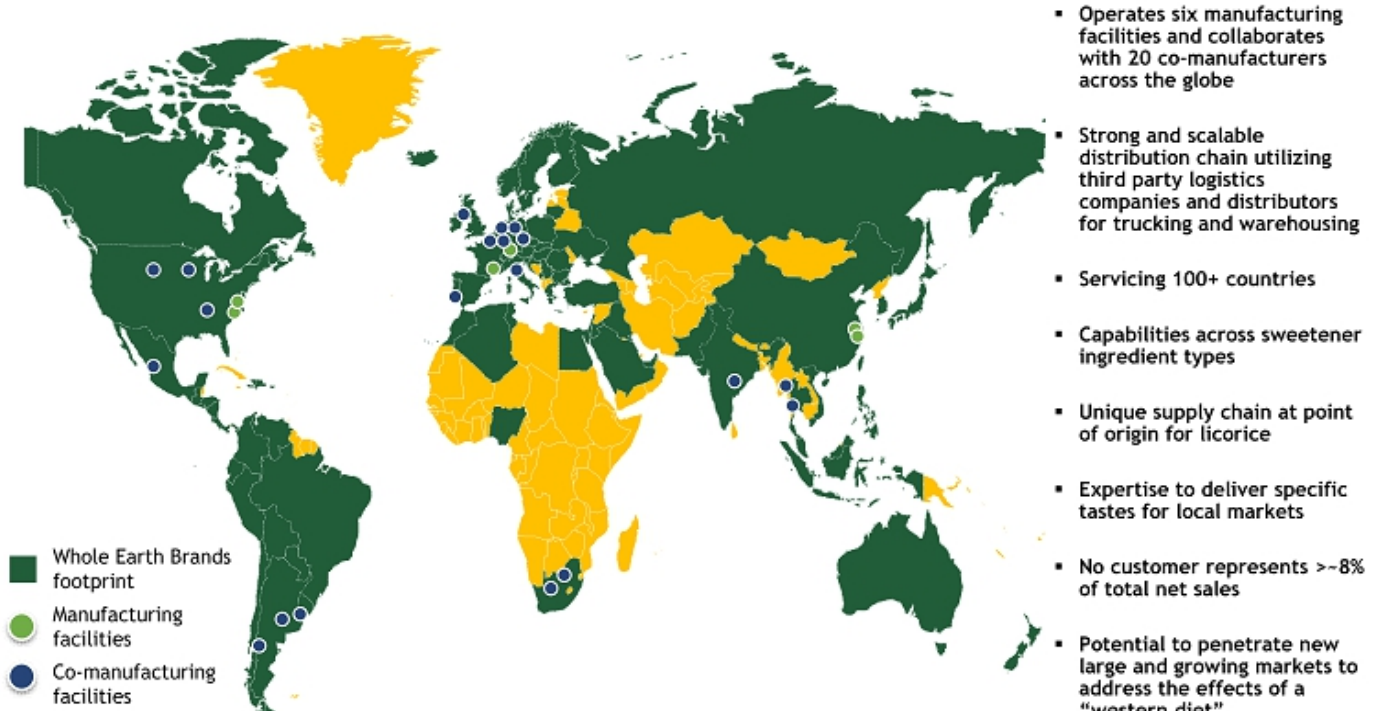 ▪ Operates six manufacturing
facilities and collaborates
with 20 co-manufacturers
across the globe
▪ Strong and scalable
distribution chain utilizing
third party logistics
companies and distributors
for trucking and warehousing
▪ Servicing 100+ countries
▪ Capabilities across sweetener
ingredient types
▪ Unique supply chain at point
of origin for licorice
▪ Expertise to deliver specific
tastes for local markets
▪ No customer represents >~8%
of total net sales
▪ Potential to penetrate new
large and growing markets to
address the effects of a
“western diet”
Whole Earth Brands
footprint
Manufacturing
facilities
Co-manufacturing
facilities